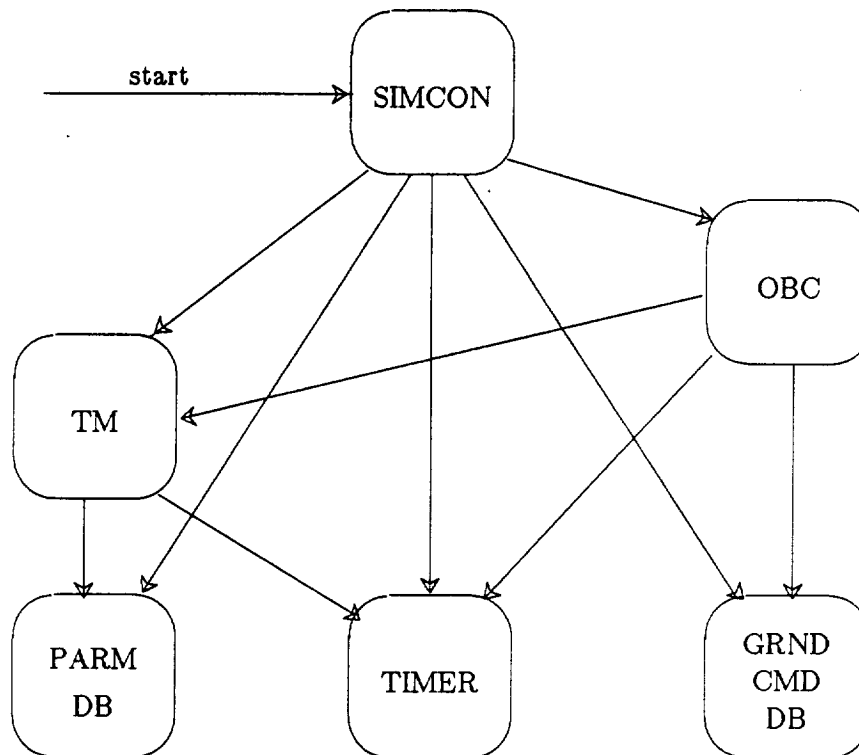 start
SIMCON
OBC
TM
PARM
DB
TIMER
GRND
CMD
DB